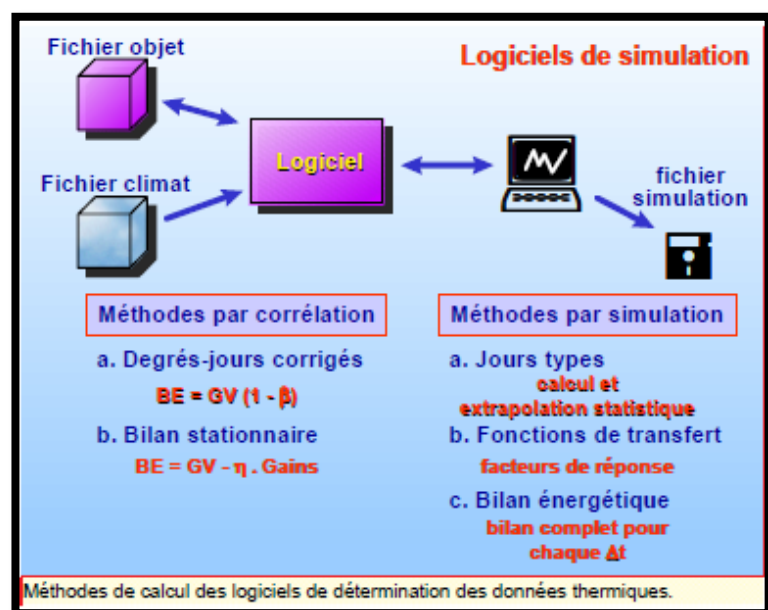 Fichier objet
Logiciels de simulation
Logiciel
Fichier climat
fichier
simulation
Méthodes par corrélation
a. Degrés-jours corrigés
BE = GV (1 - β)
b. Bilan stationnaire
BE = GV - η . Gains
Méthodes par simulation
a. Jours types
calcul et
extrapolation statistique
b. Fonctions de transfert
facteurs de réponse
c. Bilan énergétique
bilan complet pour
chaque Δt
Méthodes de calcul des logiciels de détermination des données thermiques.